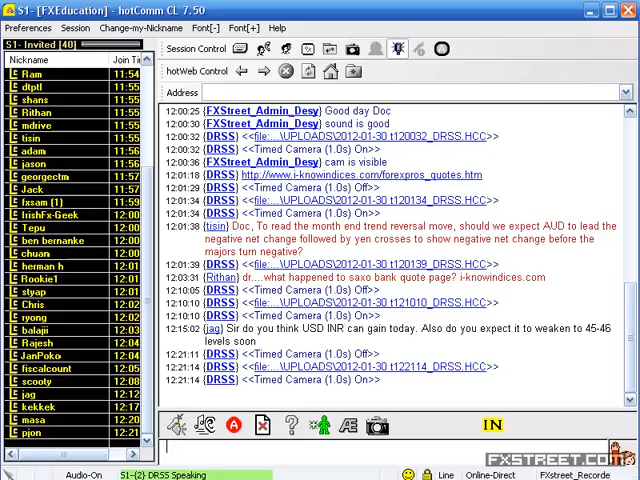 S1- [FXEducation] - hotComm CL 7.50
Preferences Session Change-my-Nickname Font[-] Font[+] Help
S1- Invited [40]
Nickname Join Tir
Ram 11:54
dtptl 11:55
shans 11:55
Rithan 11:55
mdrive 11:55
tisin 11:55
adam 11:56
jason 11:56
georgectm 11:57
Jack 11:57
fxsam (1) 11:59
IrishFx-Geek 12:00
Tepu 12:00
ben bernanke 12:00
chuan 12:00
herman h 12:01
Rookie1 12:01
styap 12:01
Chris 12:02
ryong 12:02
balajii 12:03
Rajesh 12:04
JanPoko 12:04
fiscalcount 12:05
scooty 12:08
jag 12:12
kekkek 12:17
masa 12:20
pjon 12:21
Session Control
hotWeb Control
Address
12:00:25 {FXStreet_Admin_Desy} Good day Doc
12:00:30 {FXStreet_Admin_Desy} sound is good
12:00:32 {DRSS} <<file:...\UPLOADS\2012-01-30 t120032_DRSS.HCC>>
12:00:32 {DRSS} <<Timed Camera (1.0s) On>>
12:00:36 {FXStreet_Admin_Desy} cam is visible
12:01:18 {DRSS} http://www.i-knowindices.com/forexpros_quotes.htm
12:01:29 {DRSS} <<Timed Camera (1.0s) Off>>
12:01:34 {DRSS} <<file:...\UPLOADS\2012-01-30 t120134_DRSS.HCC>>
12:01:34 {DRSS} <<Timed Camera (1.0s) On>>
12:01:38 {tisin} Doc, To read the month end trend reversal move, should we expect AUD to lead the
negative net change followed by yen crosses to show negative net change before the
majors turn negative?
12:01:39 {DRSS} <<file:...\UPLOADS\2012-01-30 t120139_DRSS.HCC>>
12:03:31 {Rithan} dr....what happened to saxo bank quote page? i-knowindices.com
12:10:05 {DRSS} <<Timed Camera (1.0s) Off>>
12:10:10 {DRSS} <<file:...\UPLOADS\2012-01-30 t121010_DRSS.HCC>>
12:10:10 {DRSS} <<Timed Camera (1.0s) On>>
12:15:02 {jag} Sir do you think USD INR can gain today. Also do you expect it to weaken to 45-46
levels soon
12:21:11 {DRSS} <<Timed Camera (1.0s) Off>>
12:21:14 {DRSS} <<file:...\UPLOADS\2012-01-30 t122114_DRSS.HCC>>
12:21:14 {DRSS} <<Timed Camera (1.0s) On>>
A ? Æ IN
FXSTREET.COM
Audio-On S1-{2} DRSS Speaking Line Online-Direct FXstreet_Recorde